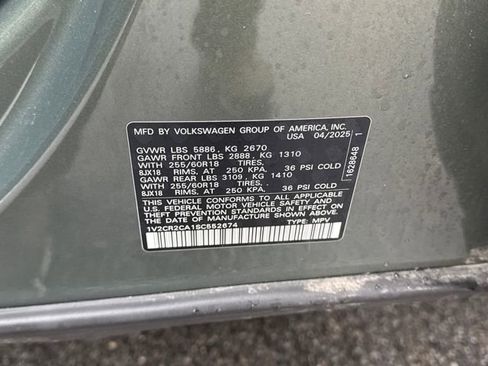 MFD BY VOLKSWAGEN GROUP OF AMERICA, INC.
USA 04/2025
GVWR LBS 5886, KG 2670
GAWR FRONT LBS 2888, KG 1310
WITH 255/60R18 TIRES,
8JX18 RIMS, AT 250 KPA, 36 PSI COLD
GAWR REAR LBS 3109, KG 1410
WITH 255/60R18 TIRES,
8JX18 RIMS, AT 250 KPA, 36 PSI COLD
THIS VEHICLE CONFORMS TO ALL APPLICABLE
U.S. FEDERAL MOTOR VEHICLE SAFETY AND
THEFT PREVENTION STANDARDS IN EFFECT ON
THE DATE OF MANUFACTURE SHOWN ABOVE.
1V2CR2CA1SC552674 TYPE: MPV
1628648 1